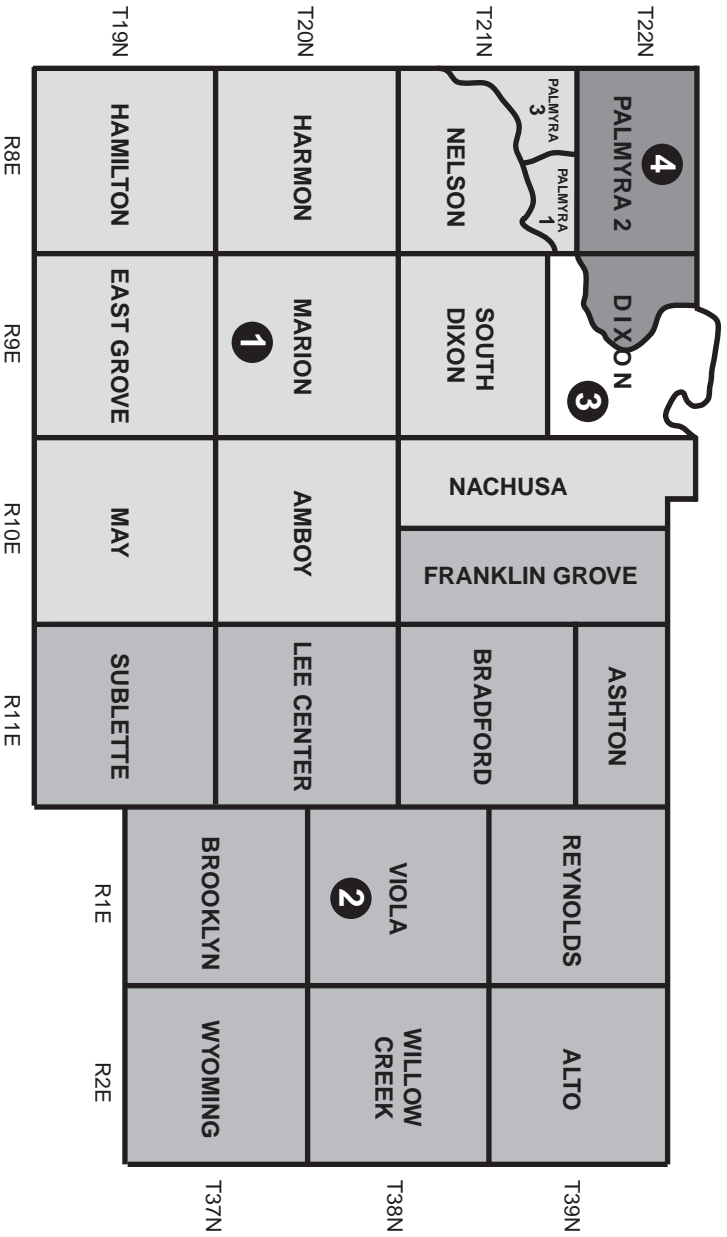 T22N
4
PALMYRA 2
DIXON
3
ASHTON
REYNOLDS
ALTO
T39N
PALMYRA
3
PALMYRA
1
T21N
NELSON
SOUTH
DIXON
NACHUSA
FRANKLIN GROVE
BRADFORD
VIOLA
2
WILLOW
CREEK
T38N
T20N
HARMON
MARION
1
AMBOY
LEE CENTER
BROOKLYN
WYOMING
T37N
T19N
HAMILTON
EAST GROVE
MAY
SUBLETTE
R1E
R2E
R8E
R9E
R10E
R11E